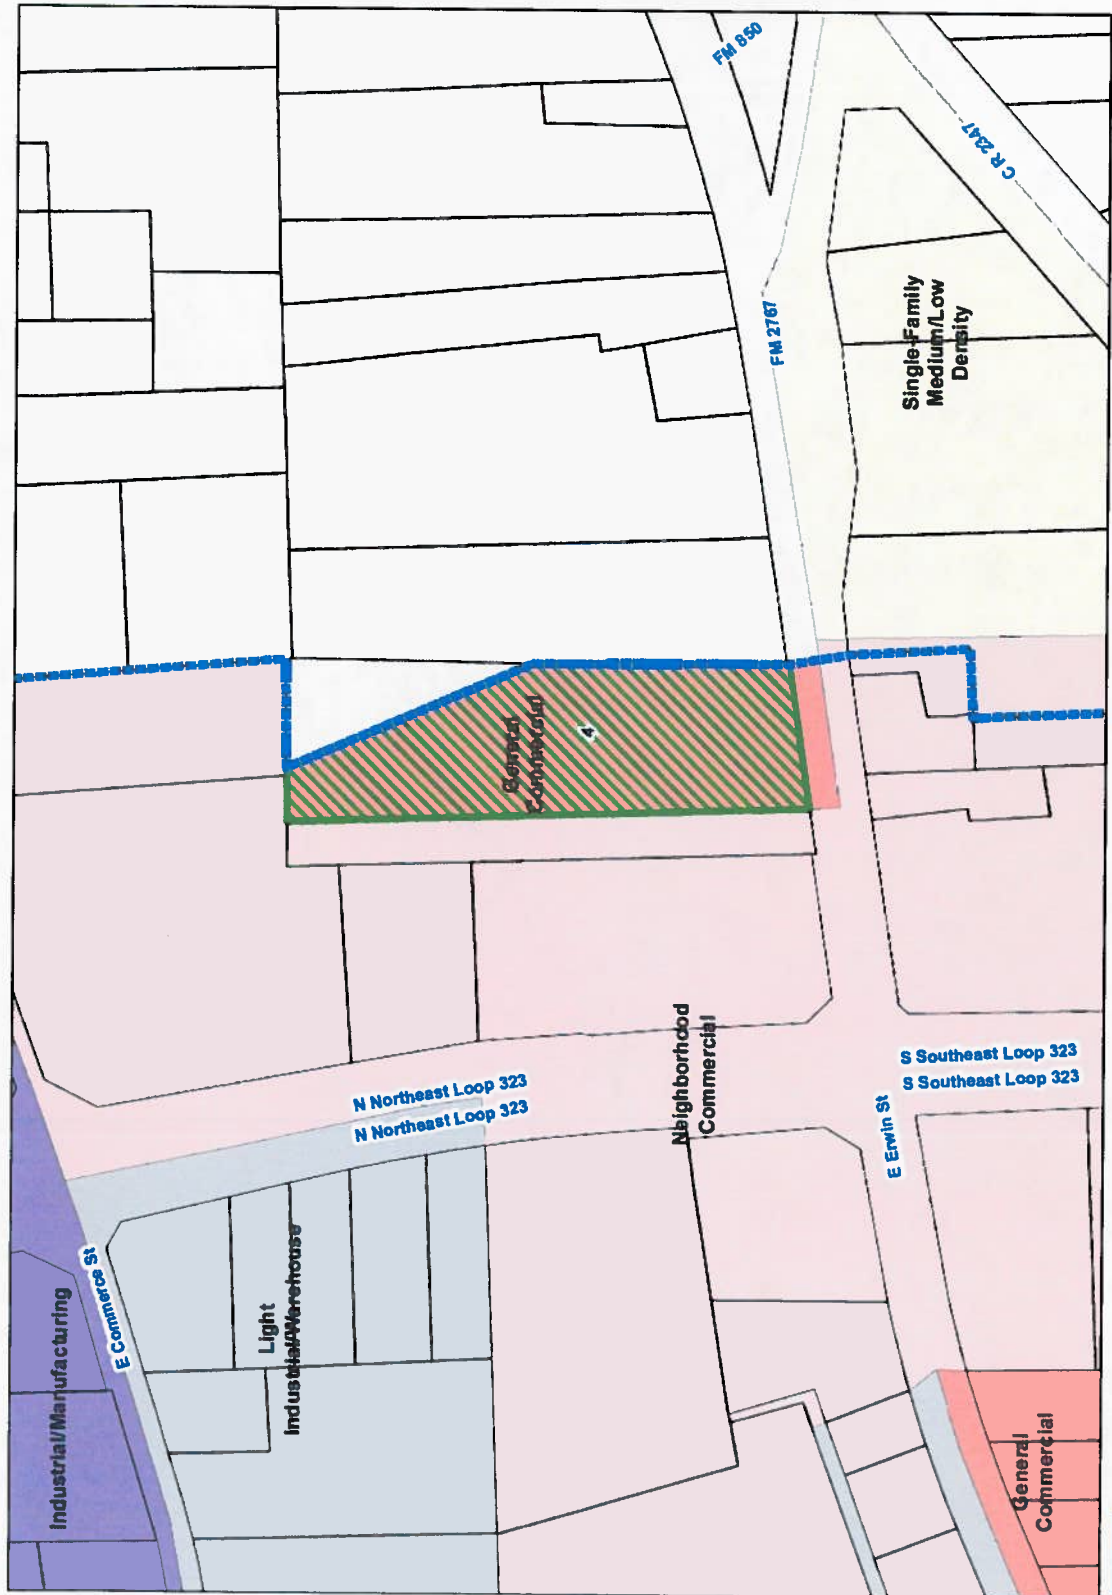 FM 850
C R 2347
FM 2767
Single-Family
Medium/Low
Density
General
Commercial
4
Neighborhood
Commercial
N Northeast Loop 323
N Northeast Loop 323
S Southeast Loop 323
S Southeast Loop 323
E Erwin St
E Commerce St
Light
Industrial/Warehouse
Industrial/Manufacturing
General
Commercial